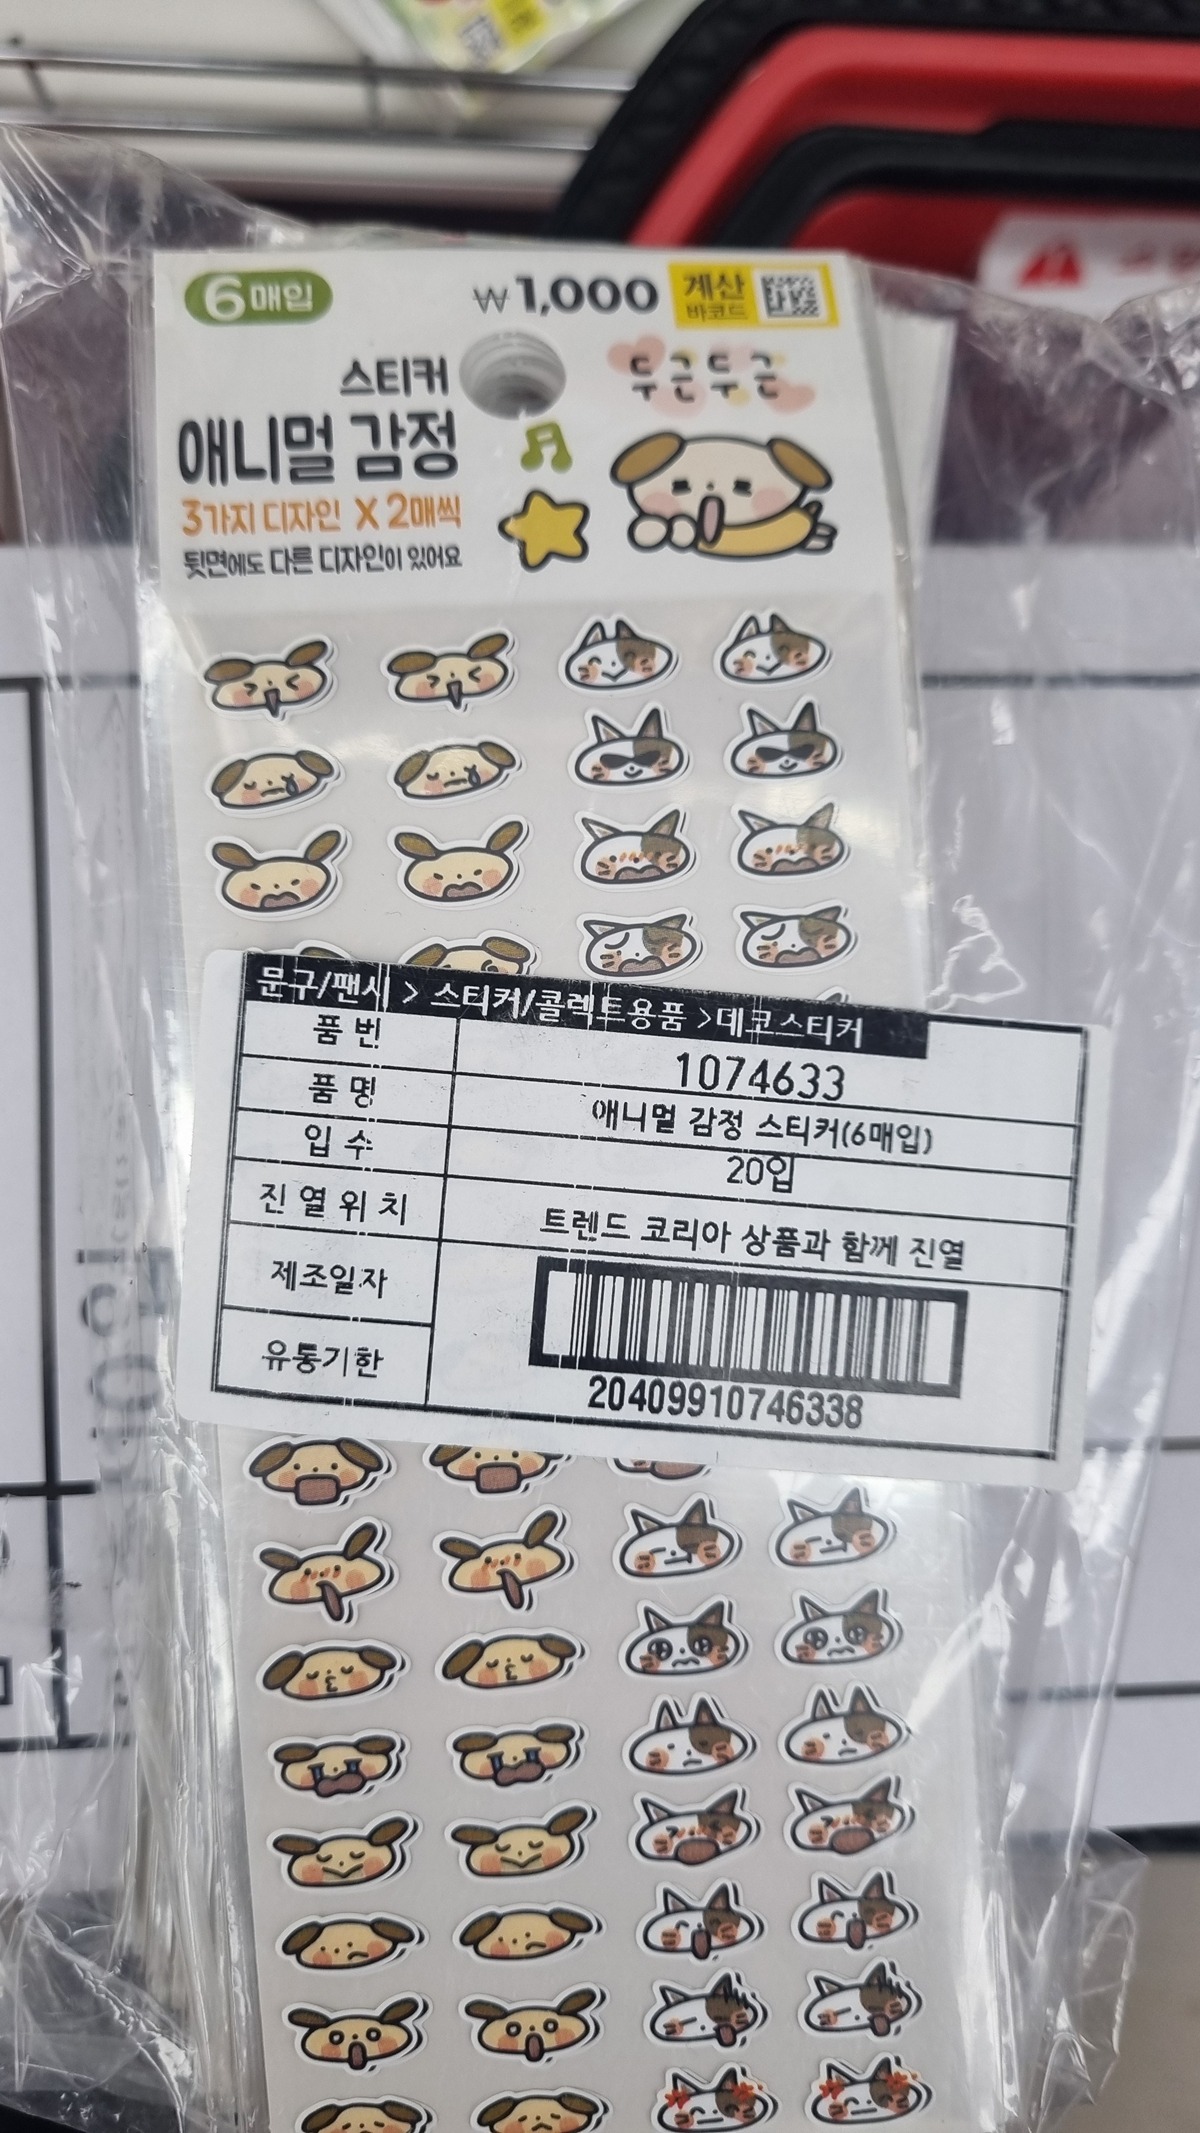 6매입
₩1,000
계산
바코드
스티커
두근두근
애니멀 감정
3가지 디자인 X 2매씩
뒷면에도 다른 디자인이 있어요
문구/팬시 > 스티커/콜렉트용품 >데코스티커
품번 1074633
품명 애니멀 감정 스티커(6매입)
입수 20입
진열위치 트렌드 코리아 상품과 함께 진열
제조일자
유통기한
20409910746338